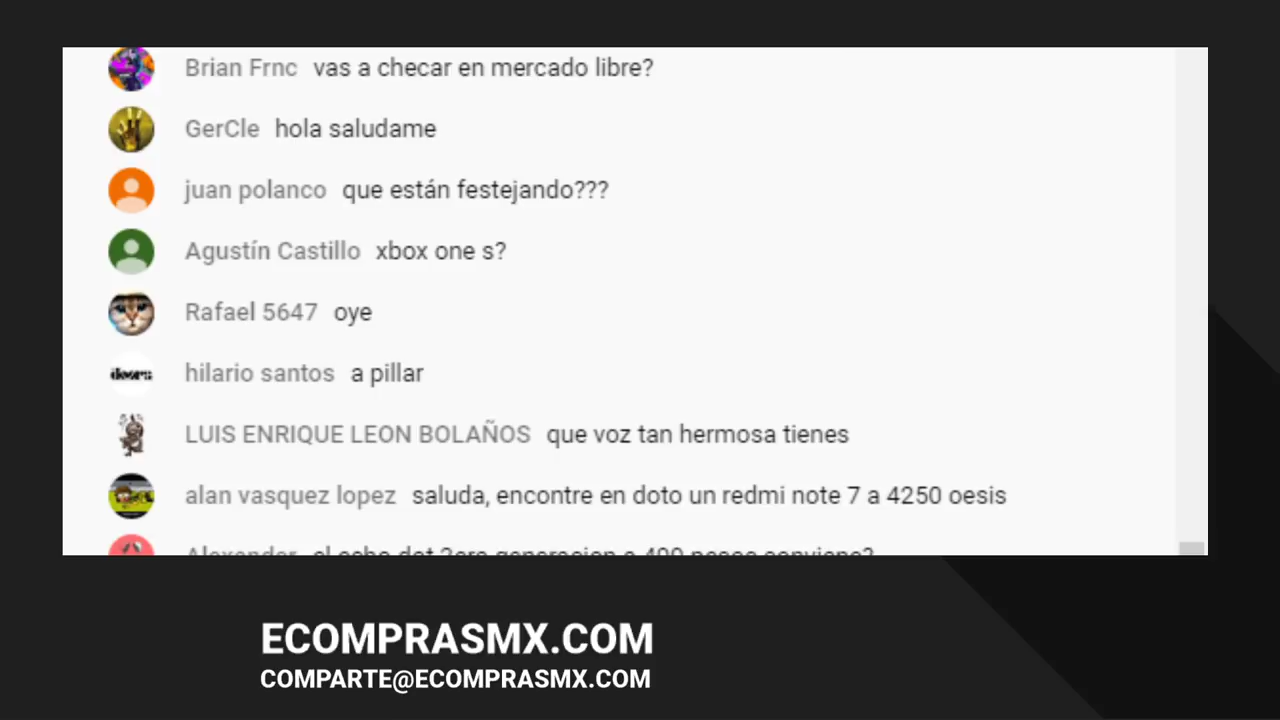 Brian Frnc vas a checar en mercado libre?
GerCle hola saludame
juan polanco que están festejando???
Agustín Castillo xbox one s?
Rafael 5647 oye
doors
hilario santos a pillar
LUIS ENRIQUE LEON BOLAÑOS que voz tan hermosa tienes
alan vasquez lopez saluda, encontre en doto un redmi note 7 a 4250 oesis
Alexander el echo dot 3era generacion a 499 pesos conviene?
ECOMPRASMX.COM
COMPARTE@ECOMPRASMX.COM